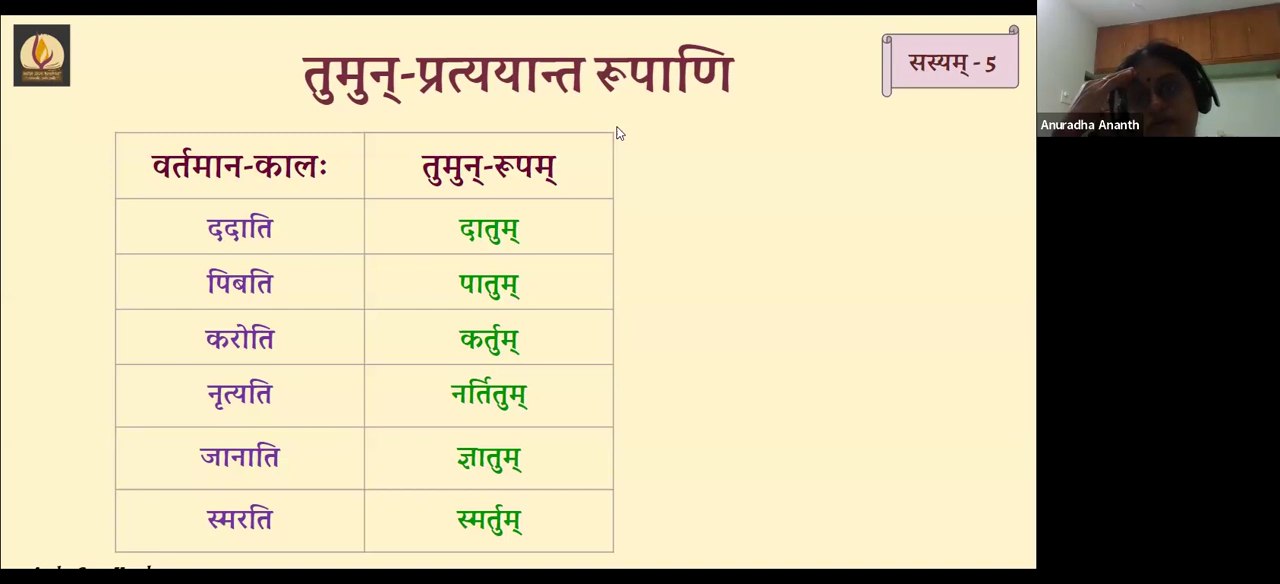 तुमुन्-प्रत्ययान्त रूपाणि
सस्यम् - 5
Anuradha Ananth
वर्तमान-कालः तुमुन्-रूपम्
ददाति दातुम्
पिबति पातुम्
करोति कर्तुम्
नृत्यति नर्तितुम्
जानाति ज्ञातुम्
स्मरति स्मर्तुम्